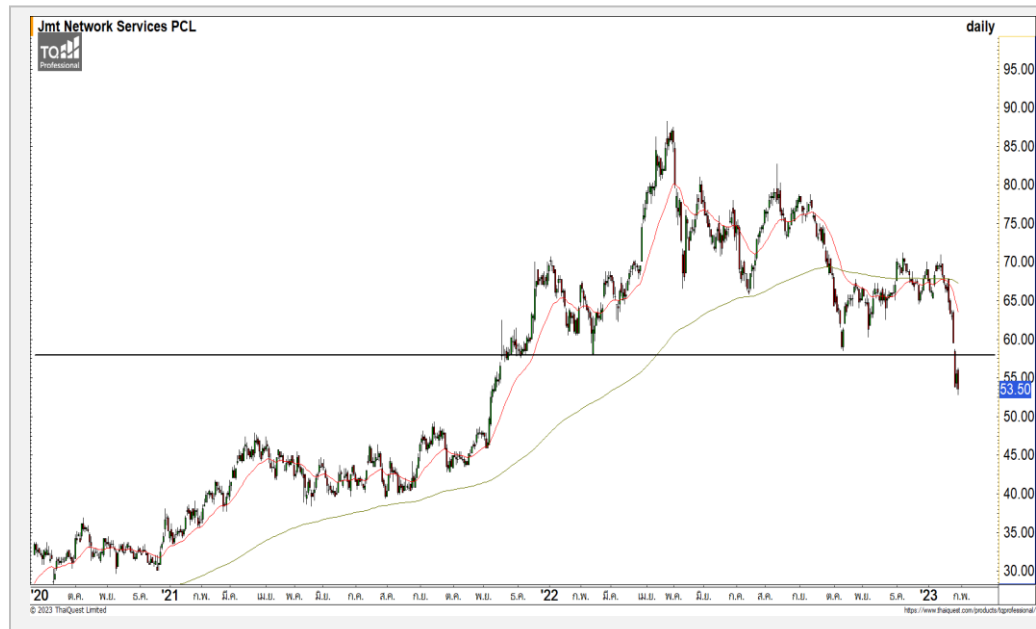 Jmt Network Services PCL
daily
TQ
Professional
95.00
90.00
85.00
80.00
75.00
70.00
65.00
60.00
55.00
53.50
50.00
45.00
40.00
35.00
30.00
'20 ต.ค. พ.ย. ธ.ค. '21 ก.พ. มี.ค. เม.ย. พ.ค. มิ.ย. ก.ค. ส.ค. ก.ย. ต.ค. พ.ย. '22 ก.พ. มี.ค. เม.ย. พ.ค. มิ.ย. ก.ค. ส.ค. ก.ย. ต.ค. พ.ย. ธ.ค. '23 ก.พ.
© 2023 ThaiQuest Limited
https://www.thaiquest.com/products/tqprofessional/